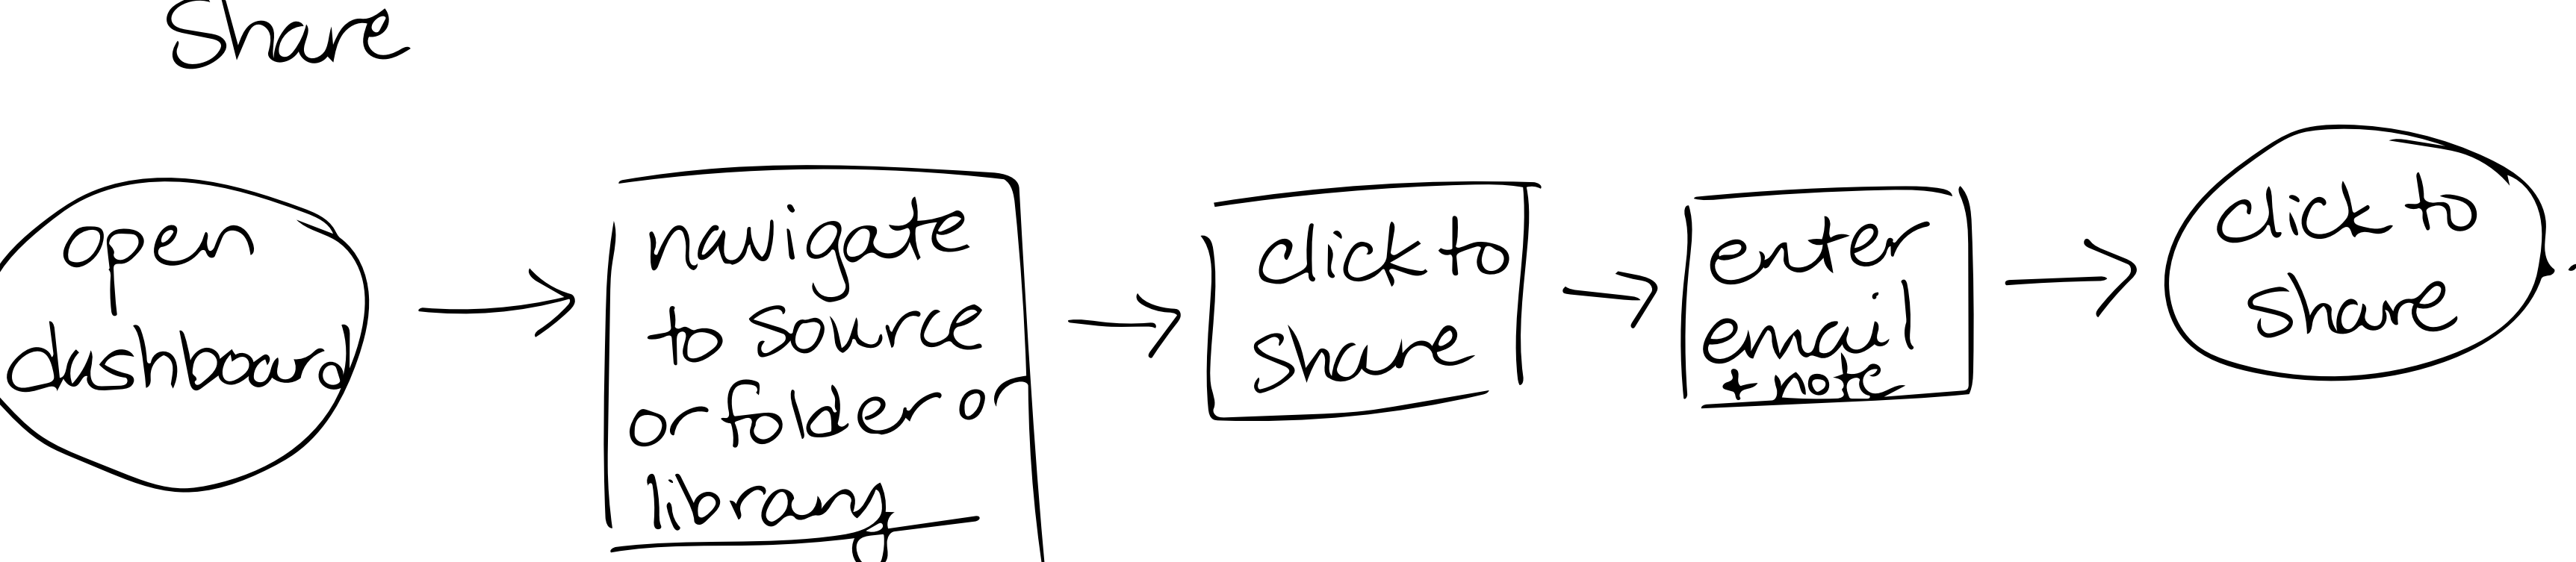 Share
open
dashboard
navigate
to source
or folder or
library
click to
share
enter
email
+ note
click to
share